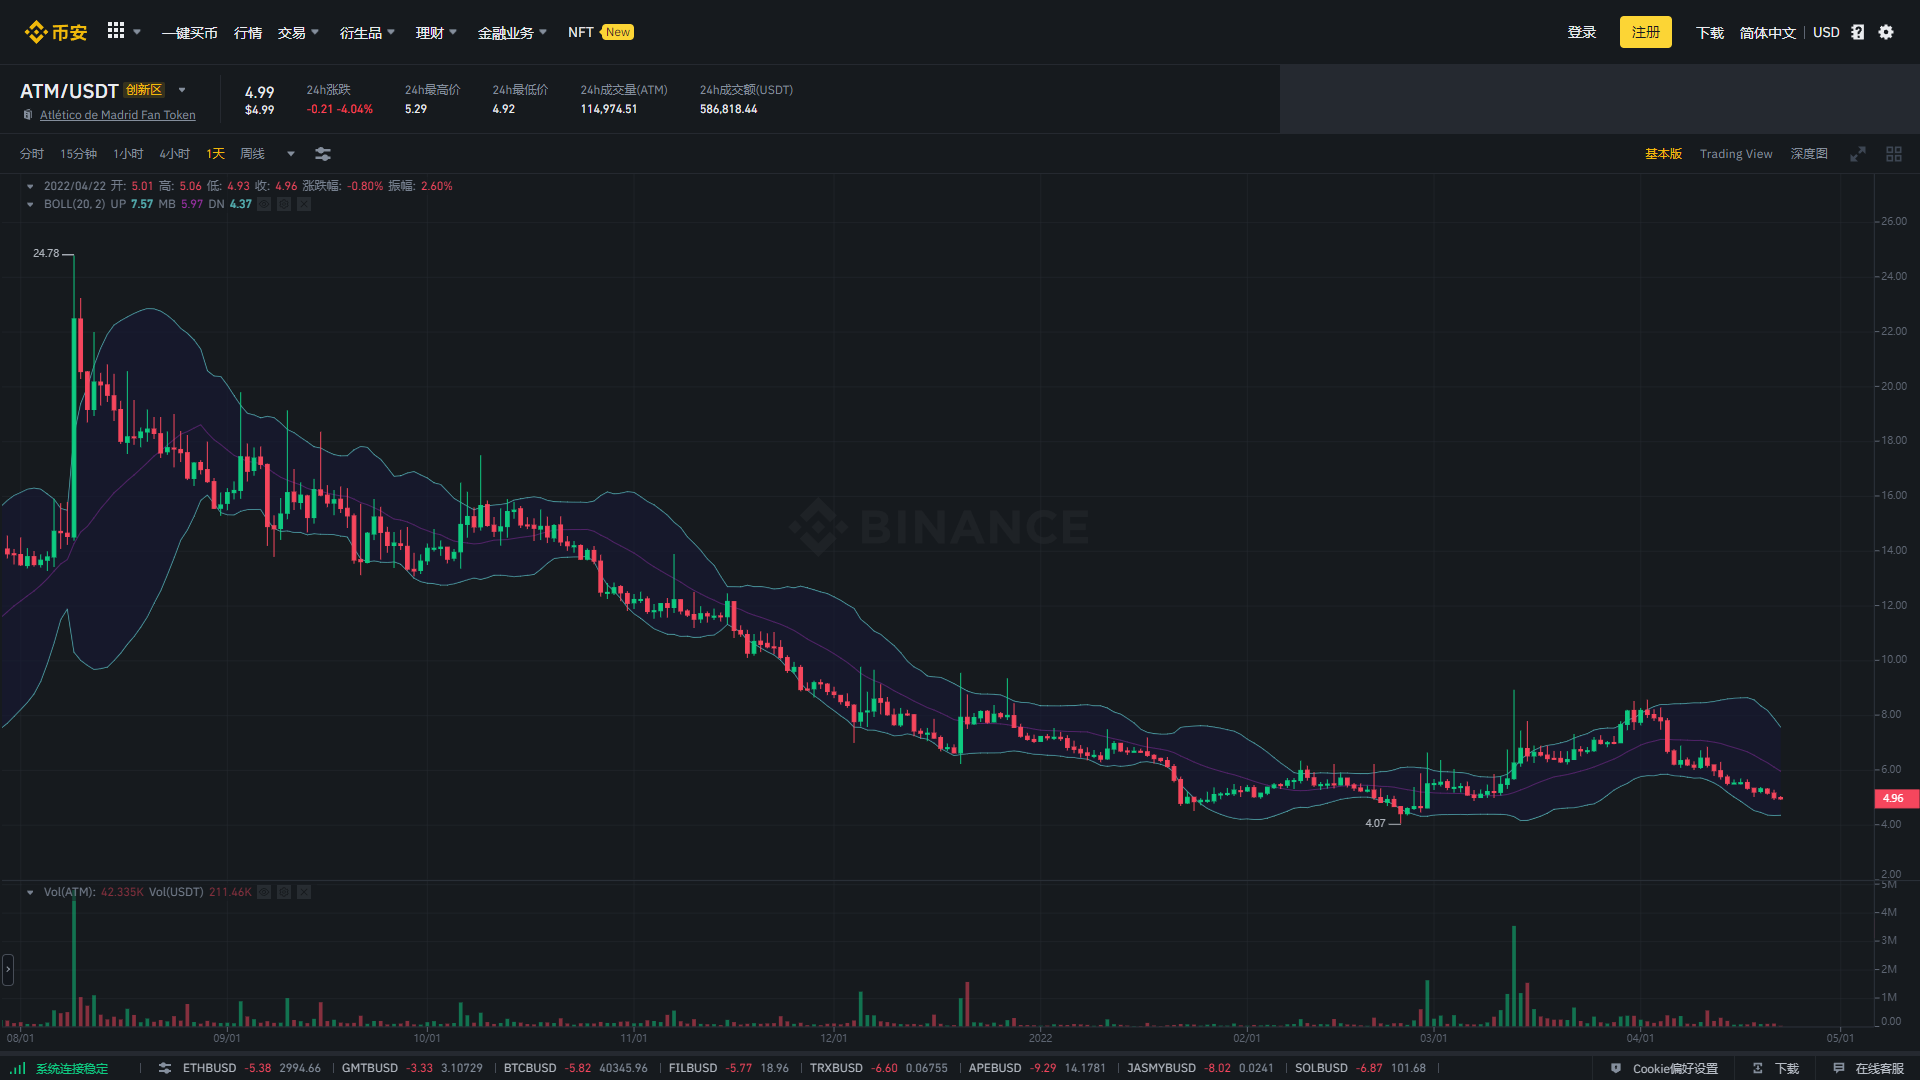 币安 一键买币 行情 交易 衍生品 理财 金融业务 NFT New 登录 注册 下载 简体中文 USD
ATM/USDT 创新区
Atlético de Madrid Fan Token
4.99
$4.99
24h涨跌
-0.21 -4.04%
24h最高价
5.29
24h最低价
4.92
24h成交量(ATM)
114,974.51
24h成交额(USDT)
586,818.44
分时 15分钟 1小时 4小时 1天 周线 基本版 Trading View 深度图
2022/04/22 开: 5.01 高: 5.06 低: 4.93 收: 4.96 涨跌幅: -0.80% 振幅: 2.60%
BOLL(20, 2) UP 7.57 MB 5.97 DN 4.37
26.00
24.78
24.00
22.00
20.00
18.00
16.00
BINANCE
14.00
12.00
10.00
8.00
6.00
4.96
4.07
4.00
2.00
Vol(ATM): 42.335K Vol(USDT) 211.46K
5M
4M
3M
2M
1M
0.00
08/01 09/01 10/01 11/01 12/01 2022 02/01 03/01 04/01 05/01
系统连接稳定 ETHBUSD -5.38 2994.66 GMTBUSD -3.33 3.10729 BTCBUSD -5.82 40345.96 FILBUSD -5.77 18.96 TRXBUSD -6.60 0.06755 APEBUSD -9.29 14.1781 JASMYBUSD -8.02 0.0241 SOLBUSD -6.87 101.68 Cookie偏好设置 下载 在线客服